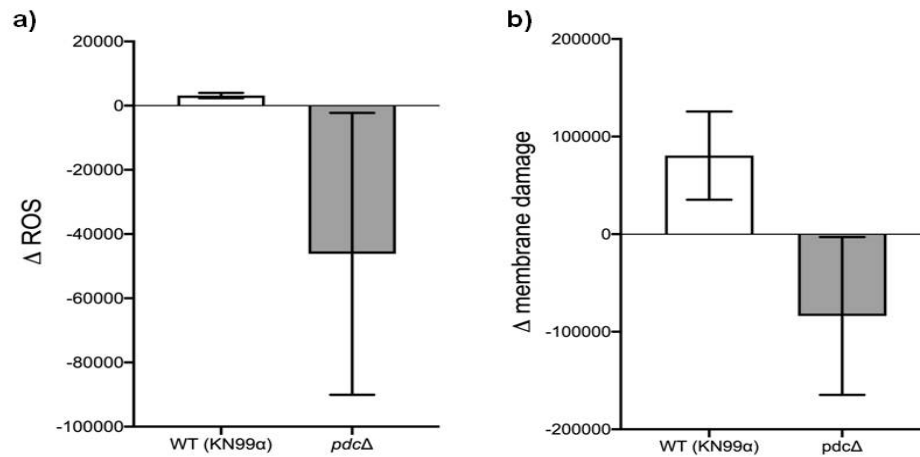 a)
20000
0
-20000
-40000
-60000
-80000
-100000
Δ ROS
WT (KN99α)
pdcΔ
b)
200000
100000
0
-100000
-200000
Δ membrane damage
WT (KN99α)
pdcΔ